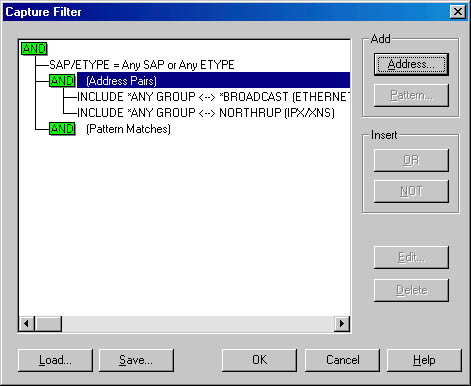 Capture Filter
AND
SAP/ETYPE = Any SAP or Any ETYPE
AND (Address Pairs)
INCLUDE *ANY GROUP <--> *BROADCAST (ETHERNET
INCLUDE *ANY GROUP <--> NORTHRUP (IPX/XNS)
AND (Pattern Matches)
Add
Address...
Pattern...
Insert
OR
NOT
Edit...
Delete
Load... Save... OK Cancel Help